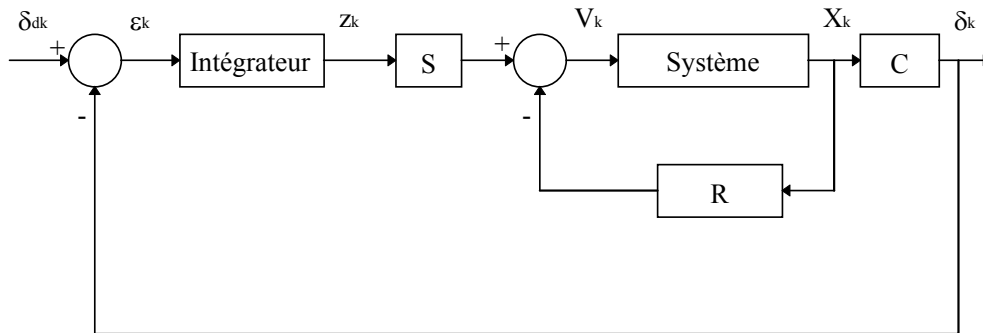 δdk εk zk Vk Xk δk
+ Intégrateur S + Système C
- -
R